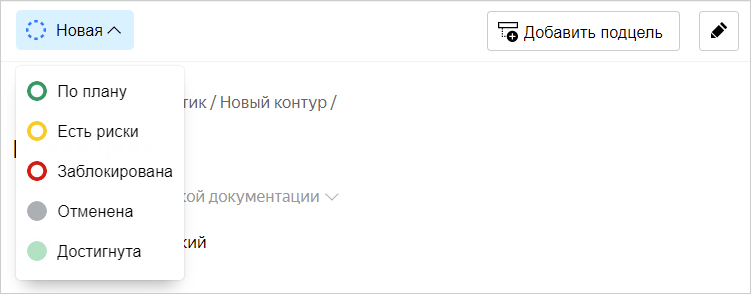 Новая
Добавить подцель
По плану
тик / Новый контур /
Есть риски
Заблокирована
кой документации
Отменена
кий
Достигнута